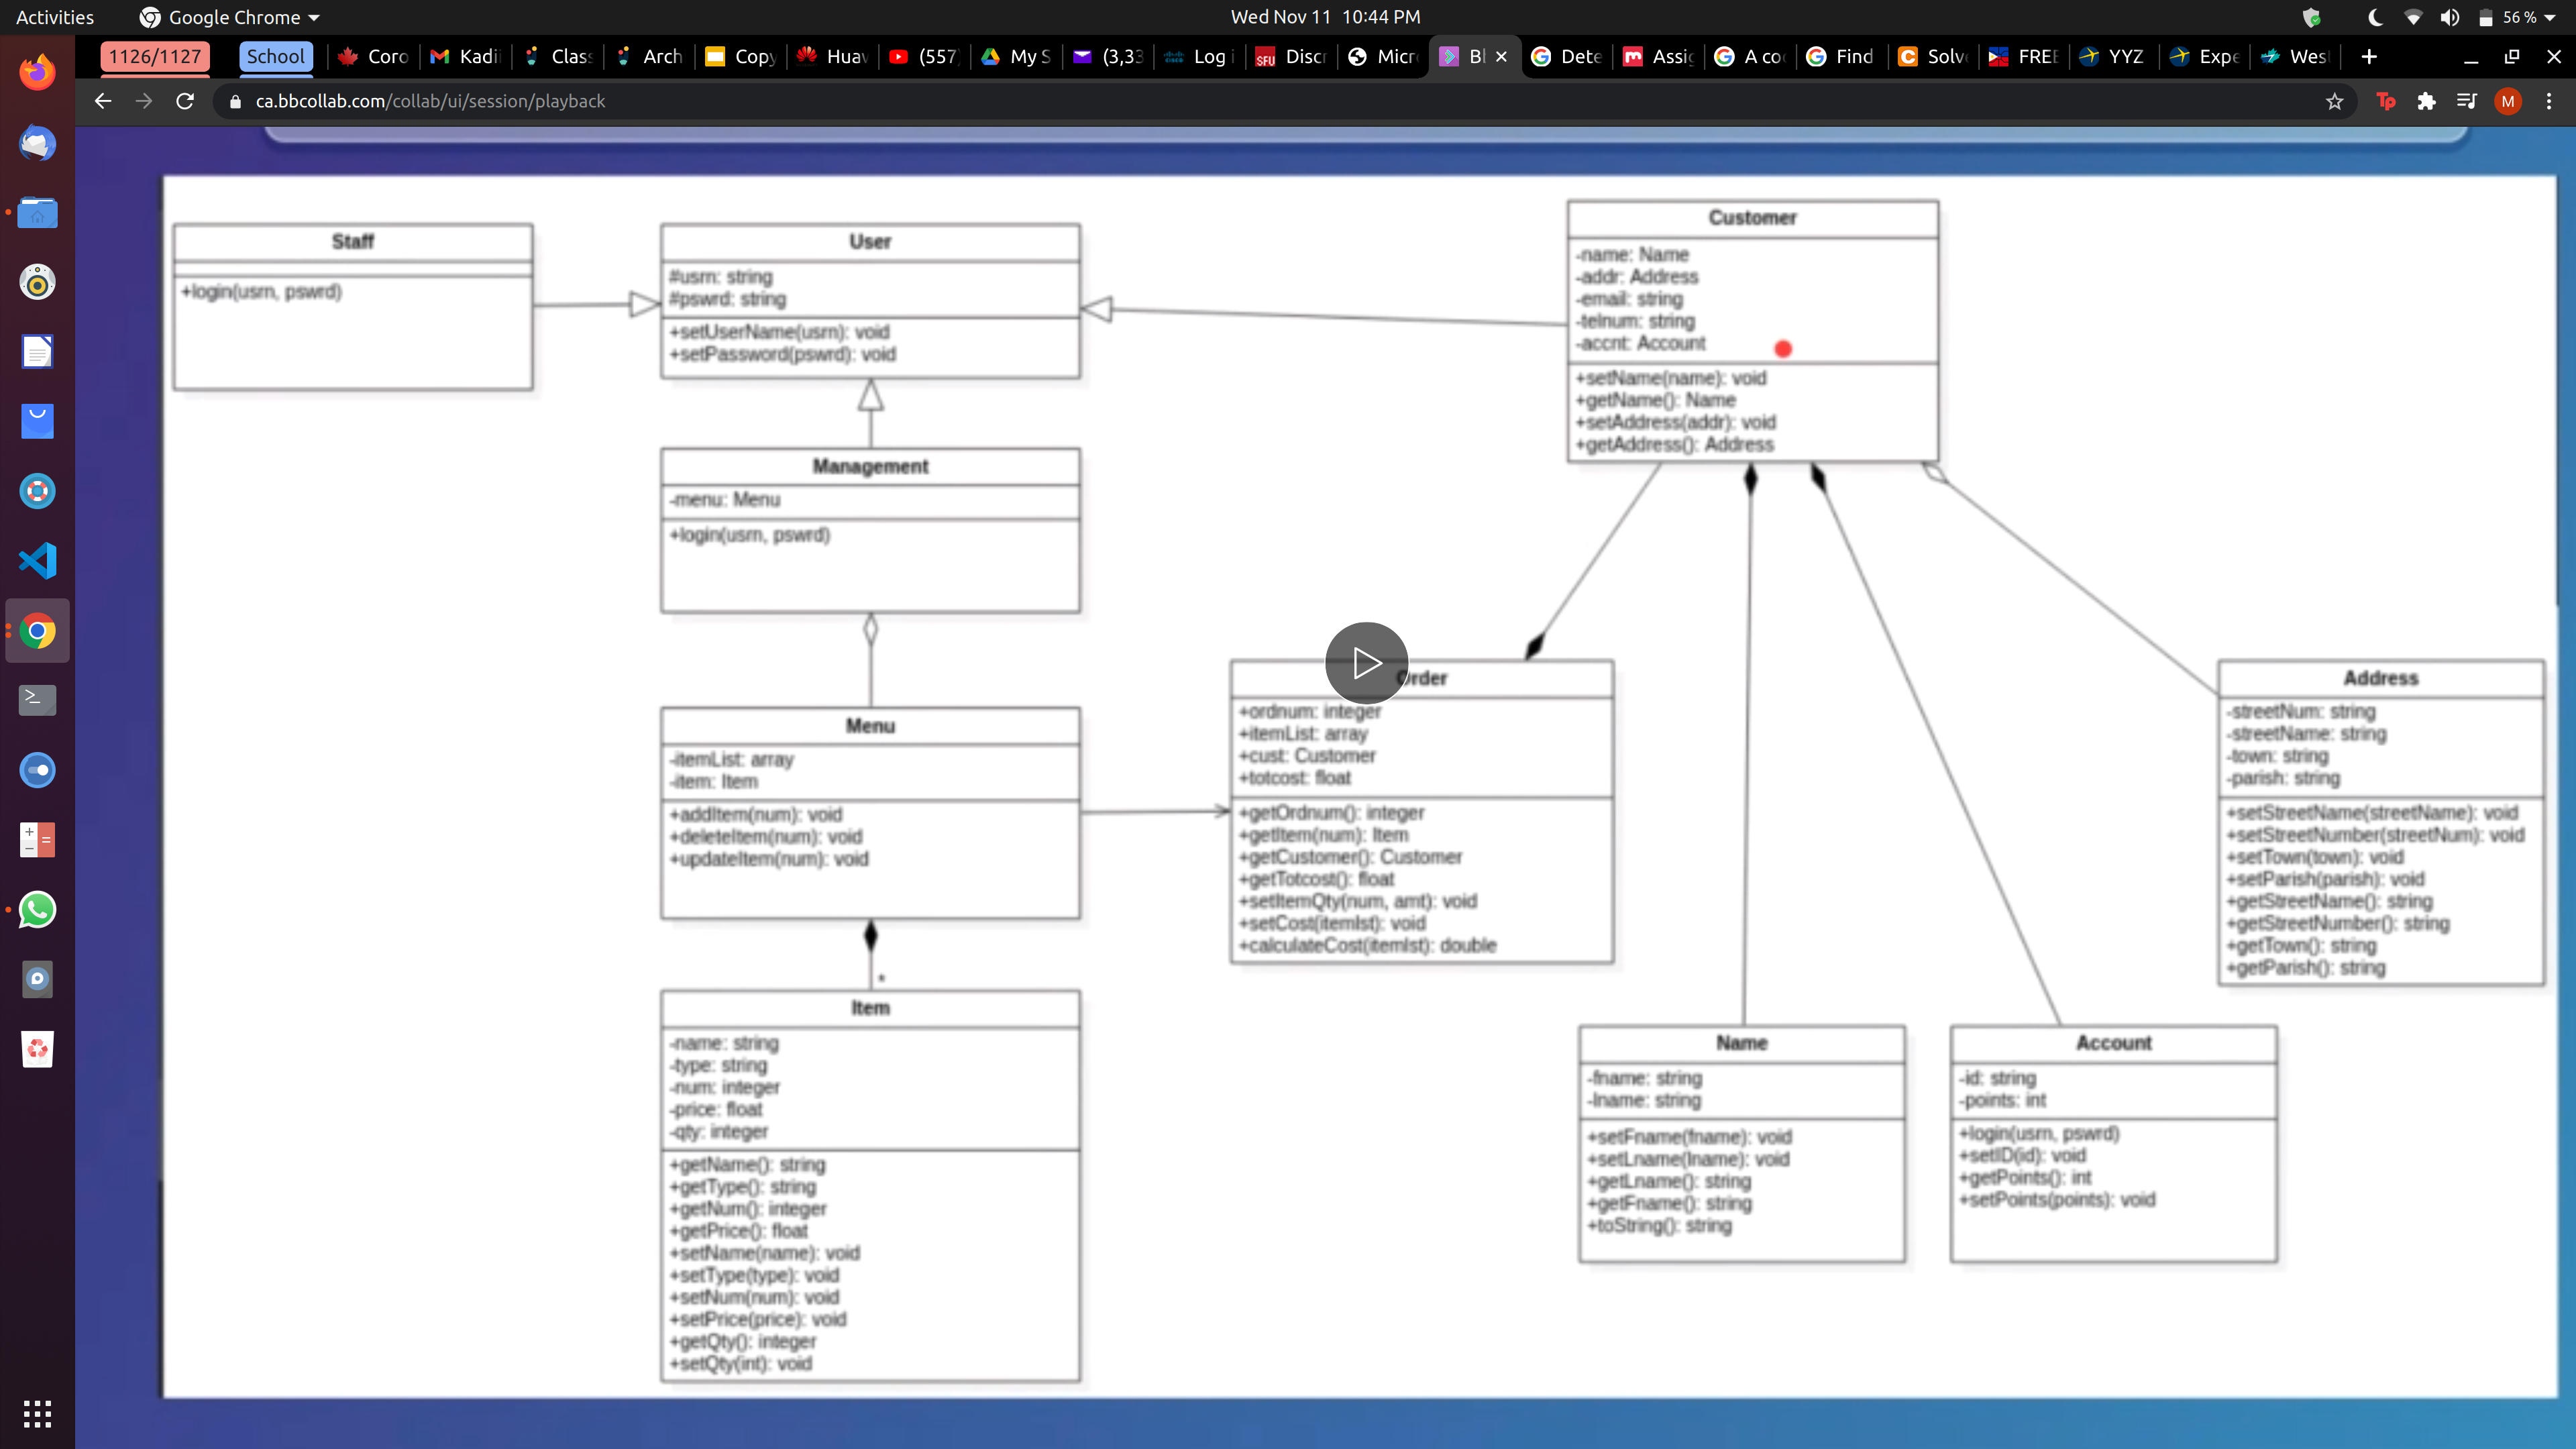 Activities
Google Chrome
Wed Nov 11 10:44 PM
56 %
1126/1127
School
Coro
Kadi
Class
Arch
Copy
Huaw
(557)
My S
(3,33
Log i
SFU
Discr
Micr
Bl
Dete
Assig
A co
Find
Solve
FREE
YYZ
Expe
West
ca.bbcollab.com/collab/ui/session/playback
Tp
M
Staff
+login(usrn, pswrd)
User
#usrn: string
#pswrd: string
+setUserName(usrn): void
+setPassword(pswrd): void
Customer
-name: Name
-addr: Address
-email: string
-telnum: string
-accnt: Account
+setName(name): void
+getName(): Name
+setAddress(addr): void
+getAddress(): Address
Management
-menu: Menu
+login(usrn, pswrd)
Menu
-itemList: array
-item: Item
+addItem(num): void
+deleteItem(num): void
+updateItem(num): void
*
Order
+ordnum: integer
+itemList: array
+cust: Customer
+totcost: float
+getOrdnum(): integer
+getItem(num): Item
+getCustomer(): Customer
+getTotcost(): float
+setItemQty(num, amt): void
+setCost(itemlst): void
+calculateCost(itemlst): double
Address
-streetNum: string
-streetName: string
-town: string
-parish: string
+setStreetName(streetName): void
+setStreetNumber(streetNum): void
+setTown(town): void
+setParish(parish): void
+getStreetName(): string
+getStreetNumber(): string
+getTown(): string
+getParish(): string
Item
-name: string
-type: string
-num: integer
-price: float
-qty: integer
+getName(): string
+getType(): string
+getNum(): integer
+getPrice(): float
+setName(name): void
+setType(type): void
+setNum(num): void
+setPrice(price): void
+getQty(): integer
+setQty(int): void
Name
-fname: string
-lname: string
+setFname(fname): void
+setLname(lname): void
+getLname(): string
+getFname(): string
+toString(): string
Account
-id: string
-points: int
+login(usrn, pswrd)
+setID(id): void
+getPoints(): int
+setPoints(points): void